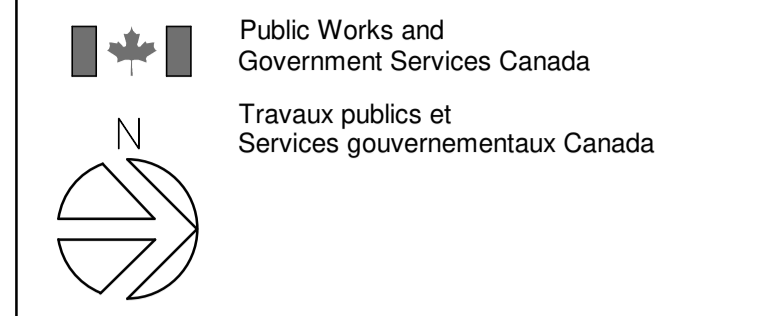 Public Works and
Government Services Canada
Travaux publics et
Services gouvernementaux Canada
N